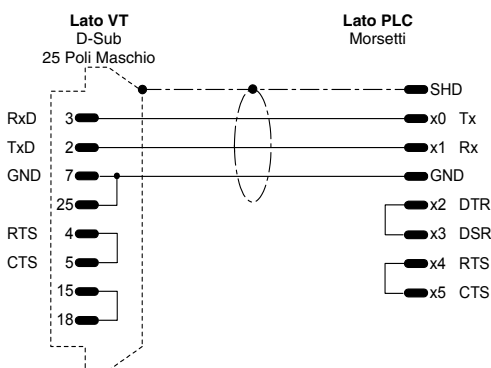 Lato VT
D-Sub
25 Poli Maschio
Lato PLC
Morsetti
SHD
RxD 3 x0 Tx
TxD 2 x1 Rx
GND 7 GND
25 x2 DTR
RTS 4 x3 DSR
CTS 5 x4 RTS
15 x5 CTS
18